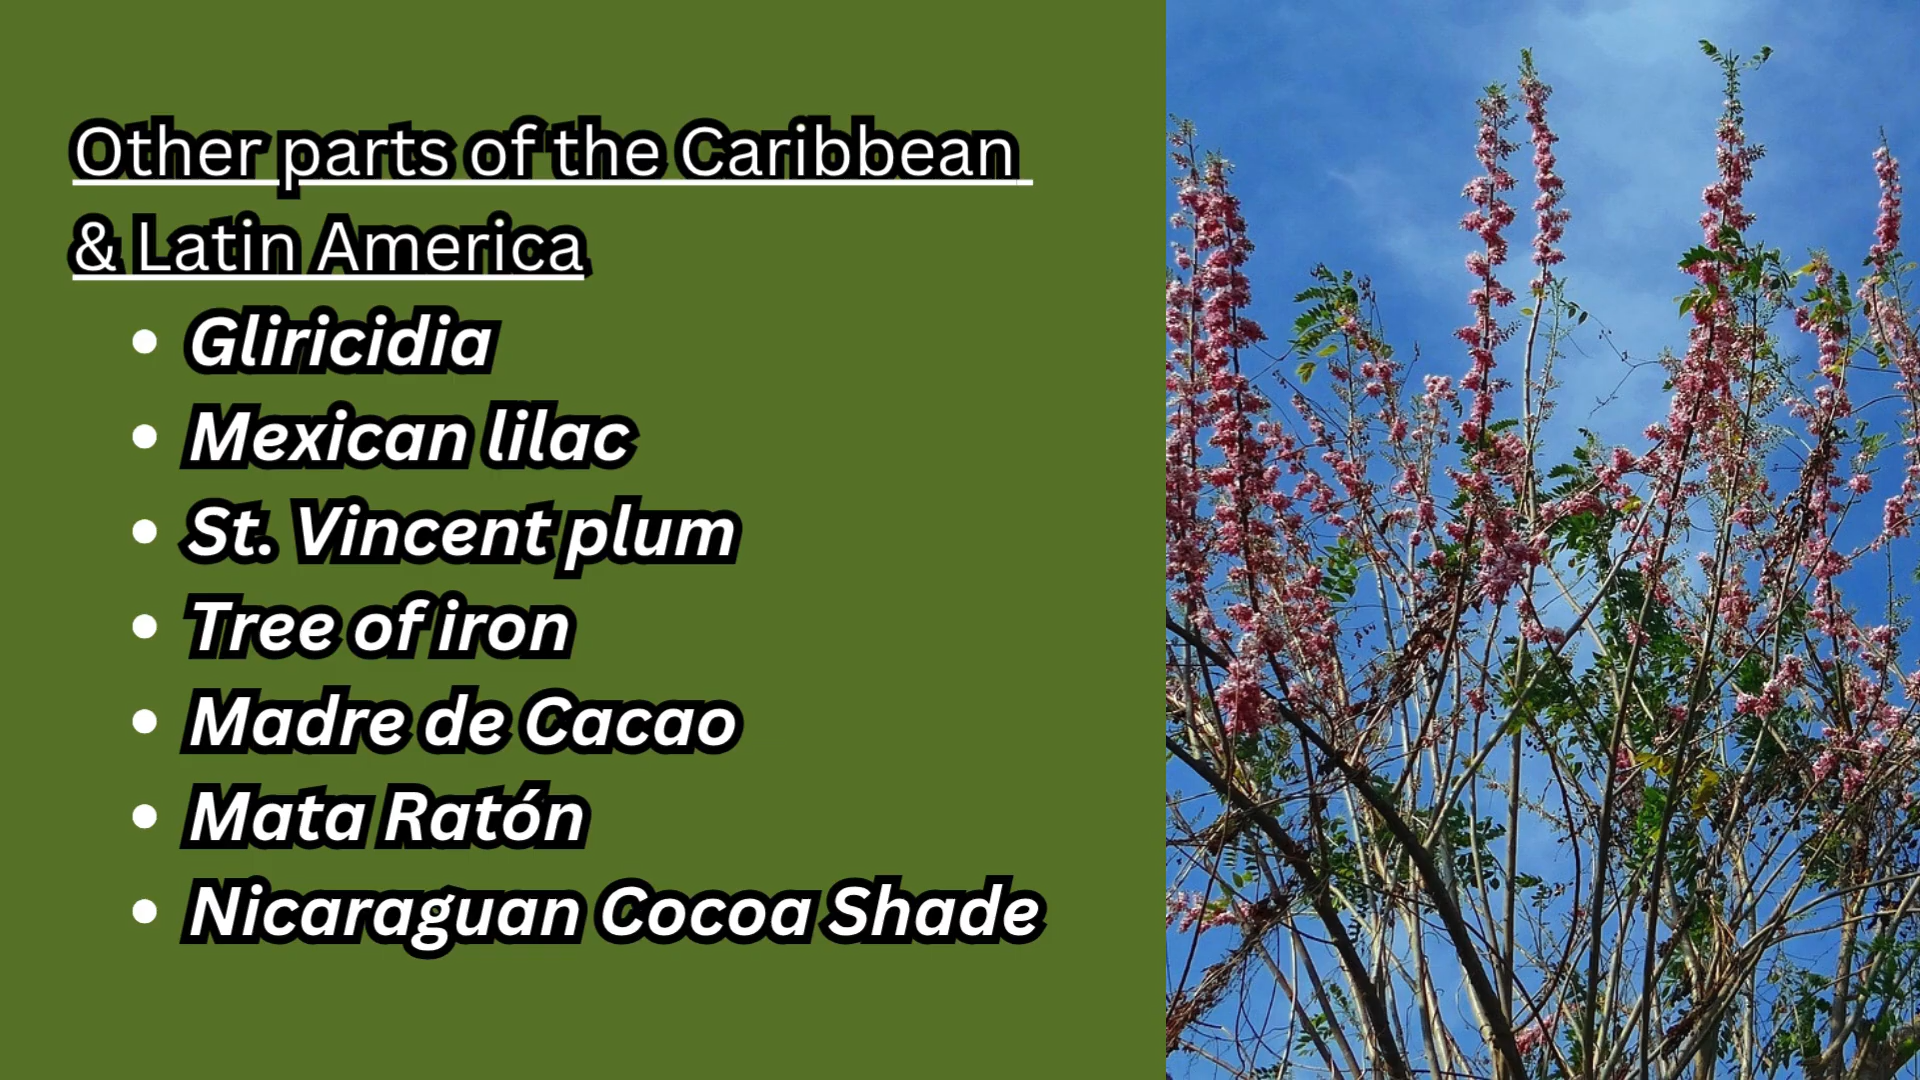 Other parts of the Caribbean
& Latin America
• Gliricidia
• Mexican lilac
• St. Vincent plum
• Tree of iron
• Madre de Cacao
• Mata Ratón
• Nicaraguan Cocoa Shade